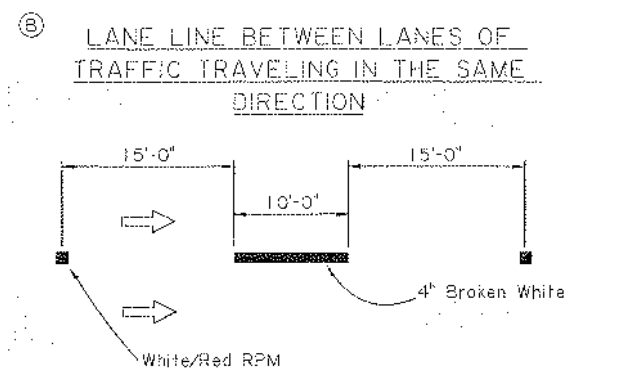 B
LANE LINE BETWEEN LANES OF
TRAFFIC TRAVELING IN THE SAME
DIRECTION
15'-0"
15'-0"
10'-0"
4" Broken White
White/Red RPM